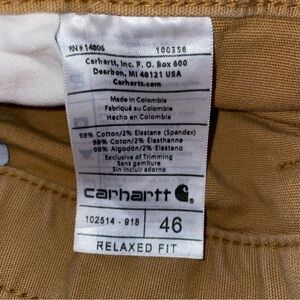 RN# 14806 100358
Carhartt, Inc. P.O. Box 600
Dearborn, MI 48121 USA
Carhartt.com
Made in Colombia
Fabriqué au Colombie
Hecho en Colombia
98% Cotton/2% Elastane (Spandex)
98% Coton/2% Elasthanne
98% Algodón/2% Elastano
Exclusive of Trimming
Sans garniture
Sin incluir adorno
carhartt
102514 - 918 46
RELAXED FIT